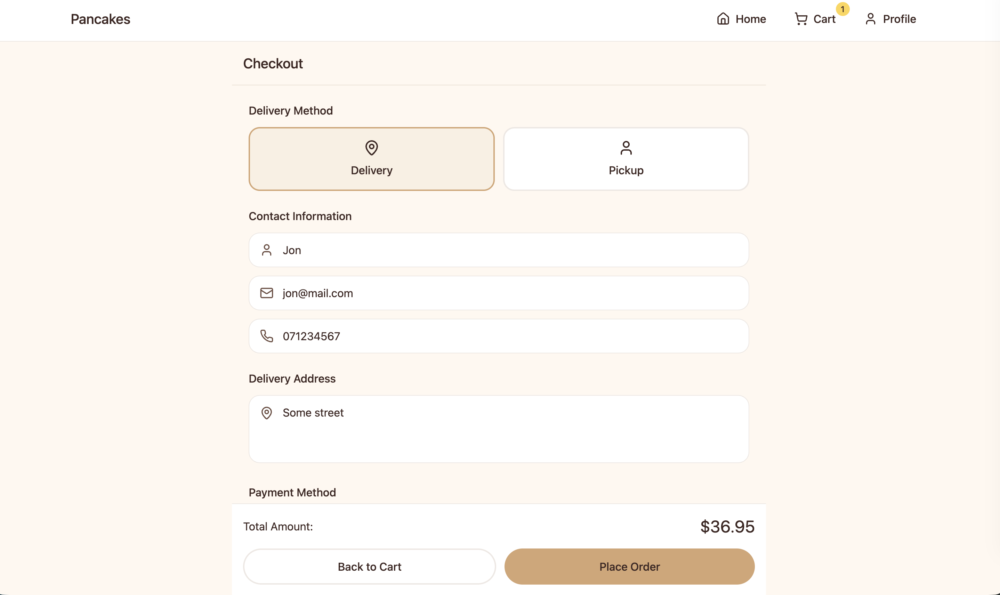 Pancakes
Home
Cart
1
Profile
Checkout
Delivery Method
Delivery
Pickup
Contact Information
Jon
jon@mail.com
071234567
Delivery Address
Some street
Payment Method
Total Amount:
$36.95
Back to Cart
Place Order